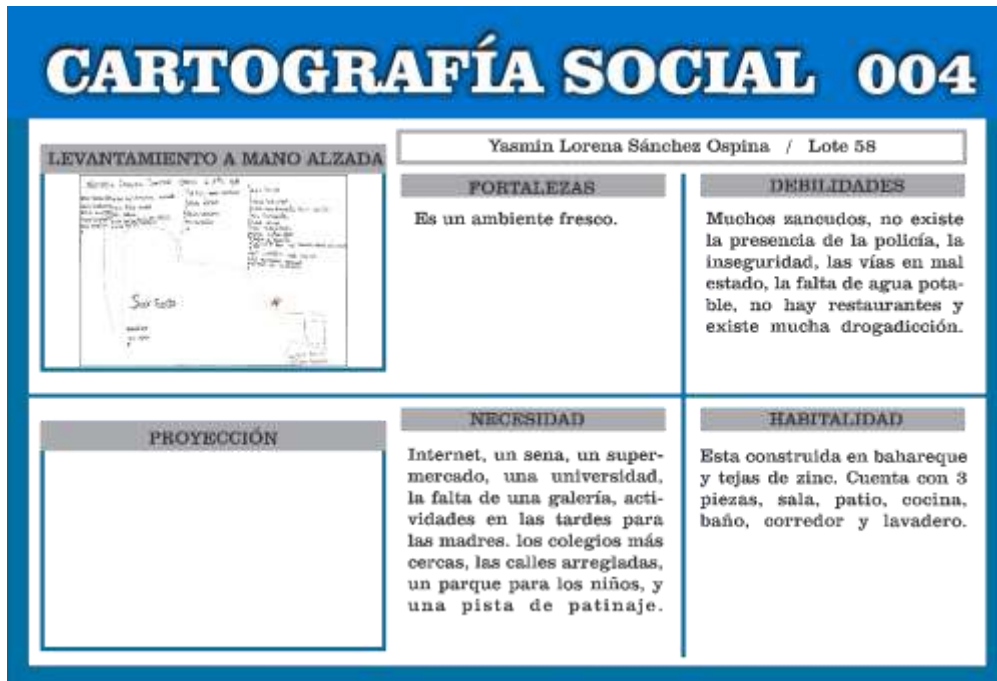 CARTOGRAFÍA SOCIAL 004
LEVANTAMIENTO A MANO ALZADA
Yasmin Lorena Sánchez Ospina / Lote 58
FORTALEZAS
Es un ambiente fresco.
DEBILIDADES
Muchos zancudos, no existe
la presencia de la policía, la
inseguridad, las vías en mal
estado, la falta de agua pota-
ble, no hay restaurantes y
existe mucha drogadicción.
PROYECCIÓN
NECESIDAD
Internet, un sena, un super-
mercado, una universidad,
la falta de una galería, acti-
vidades en las tardes para
las madres. los colegios más
cercas, las calles arregladas,
un parque para los niños, y
una pista de patinaje.
HABITALIDAD
Esta construida en bahareque
y tejas de zinc. Cuenta con 3
piezas, sala, patio, cocina,
baño, corredor y lavadero.